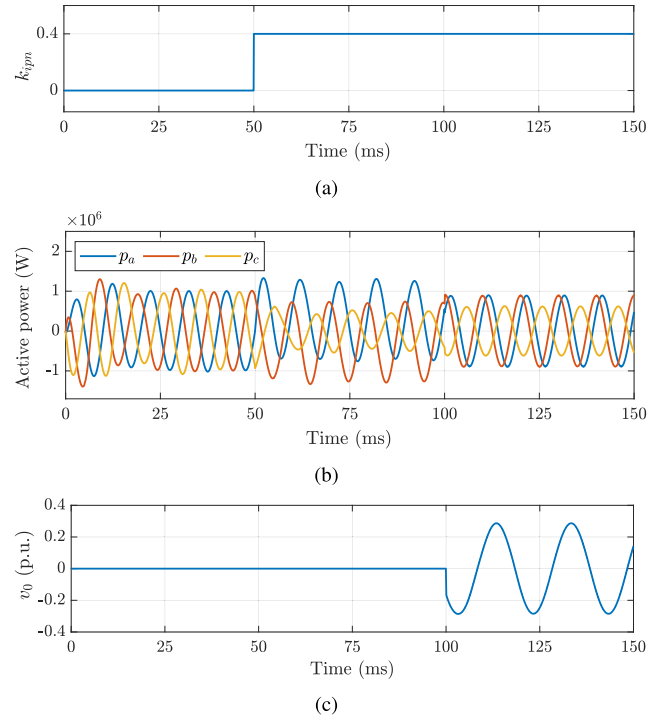 0.4
k_{ipn}
0
0 25 50 75 100 125 150
Time (ms)
(a)
×10^6
2
p_a p_b p_c
Active power (W)
1
0
-1
0 25 50 75 100 125 150
Time (ms)
(b)
0.4
0.2
v_0 (p.u.)
0
-0.2
-0.4
0 25 50 75 100 125 150
Time (ms)
(c)